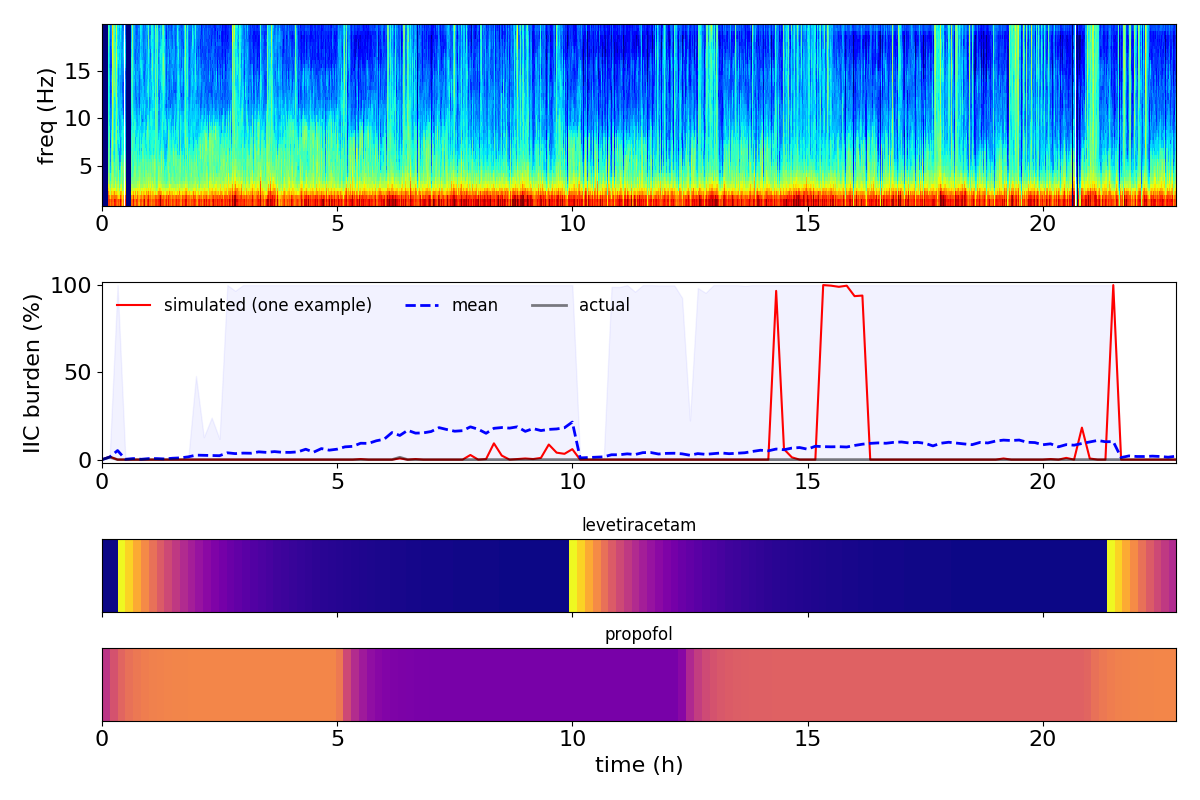 freq (Hz)
15
10
5
0 5 10 15 20
IIC burden (%)
100
50
0
simulated (one example) mean actual
0 5 10 15 20
levetiracetam
propofol
0 5 10 15 20
time (h)